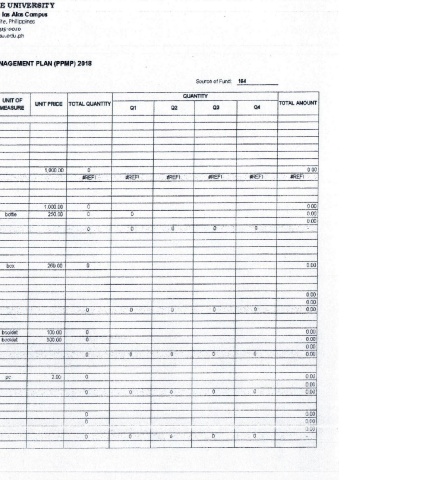 E UNIVERSITY
las Alas Campus
te, Philippines
u.edu.ph
NAGEMENT PLAN (PPMP) 2018
Source of Fund: 164
UNIT OF MEASURE UNIT PRICE TOTAL QUANTITY QUANTITY TOTAL AMOUNT
Q1 Q2 Q3 Q4
1,000.00 0 0.00
#REF! #REF! #REF! #REF! #REF! #REF!
1,000.00 0 0.00
bottle 250.00 0 0 0.00
0.00
0 0 0 0 0 -
box 260.00 0 0.00
0.00
0.00
0 0 0 0 0 0.00
booklet 100.00 0 0.00
booklet 500.00 0 0.00
0.00
0 0 0 0 0 0.00
pc 2.00 0 0.00
0.00
0 0 0 0 0 0.00
0 0.00
0 0.00
0.00
0 0 0 0 0 -